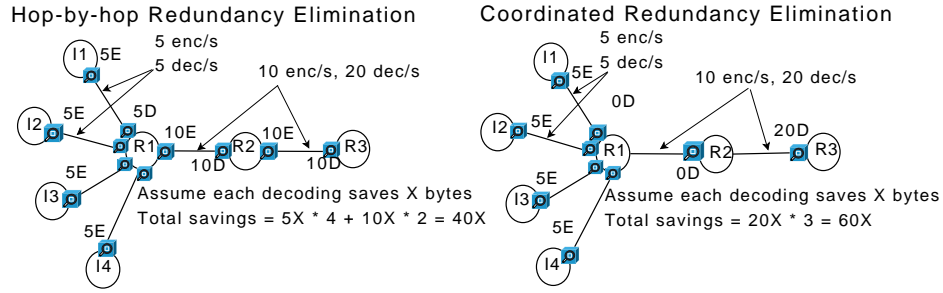 Hop-by-hop Redundancy Elimination
5 enc/s
5 dec/s
I1
5E
10 enc/s, 20 dec/s
I2
5E
5D
R1
10E
10D
R2
10E
10D
R3
I3
5E
Assume each decoding saves X bytes
Total savings = 5X * 4 + 10X * 2 = 40X
5E
I4
Coordinated Redundancy Elimination
5 enc/s
5 dec/s
I1
5E
10 enc/s, 20 dec/s
0D
I2
5E
R1
R2
0D
20D
R3
I3
5E
Assume each decoding saves X bytes
Total savings = 20X * 3 = 60X
5E
I4